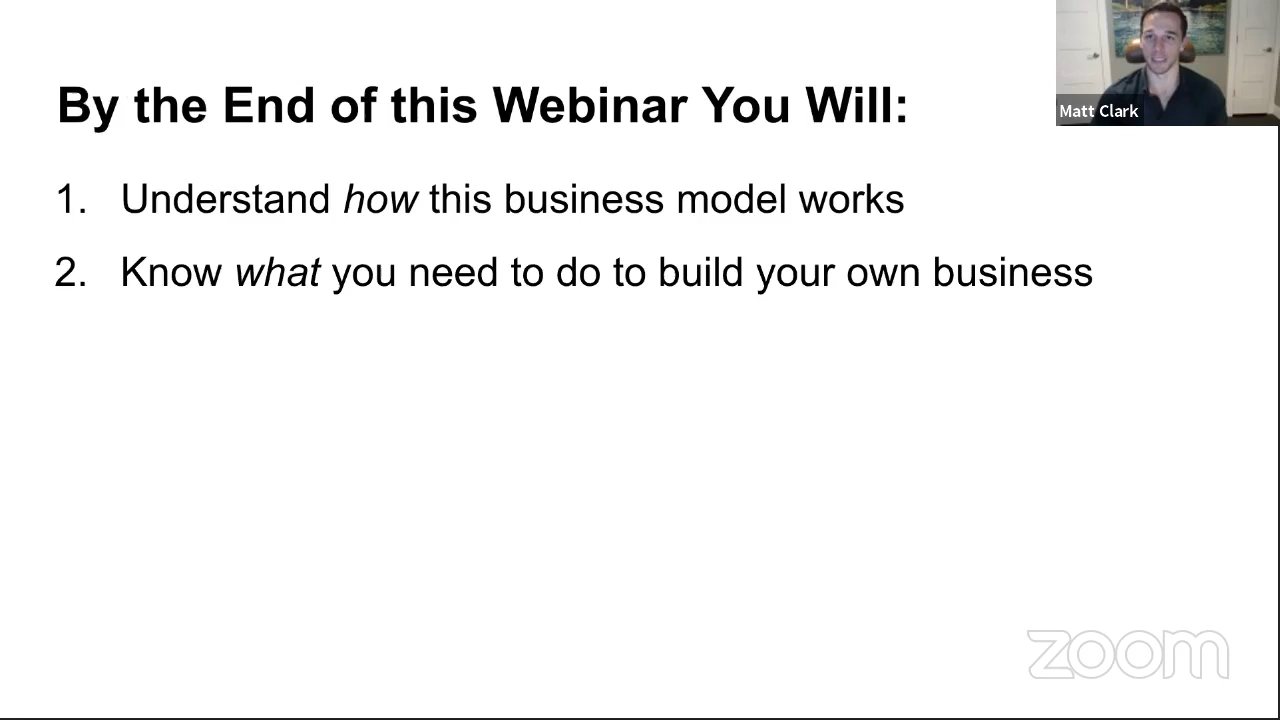 By the End of this Webinar You Will:
Matt Clark
1. Understand how this business model works
2. Know what you need to do to build your own business
zoom